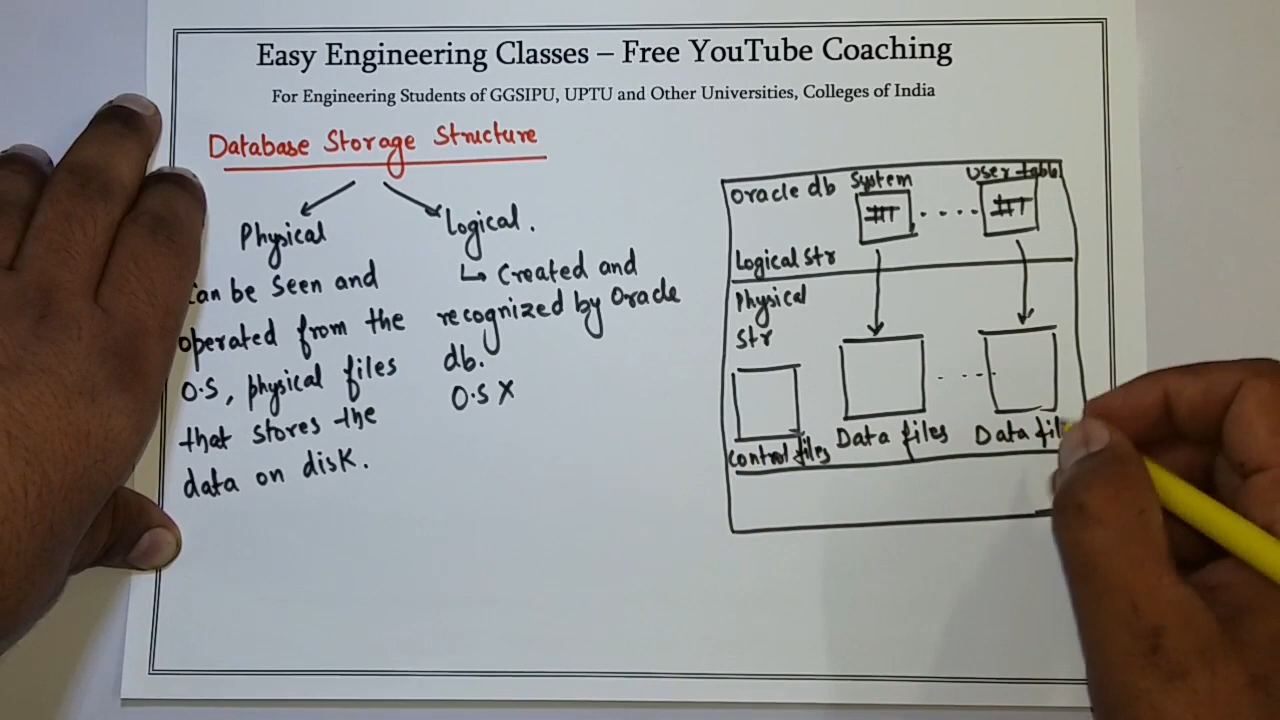 Easy Engineering Classes – Free YouTube Coaching
For Engineering Students of GGSIPU, UPTU and Other Universities, Colleges of India
Database Storage Structure
Physical
can be seen and
operated from the
O.S, physical files
that stores the
data on disk.
Logical.
↳ Created and
recognized by Oracle
db.
O.S X
Oracle db
System
User table
Logical Str
Physical
Str
Control files
Data files
Data fil